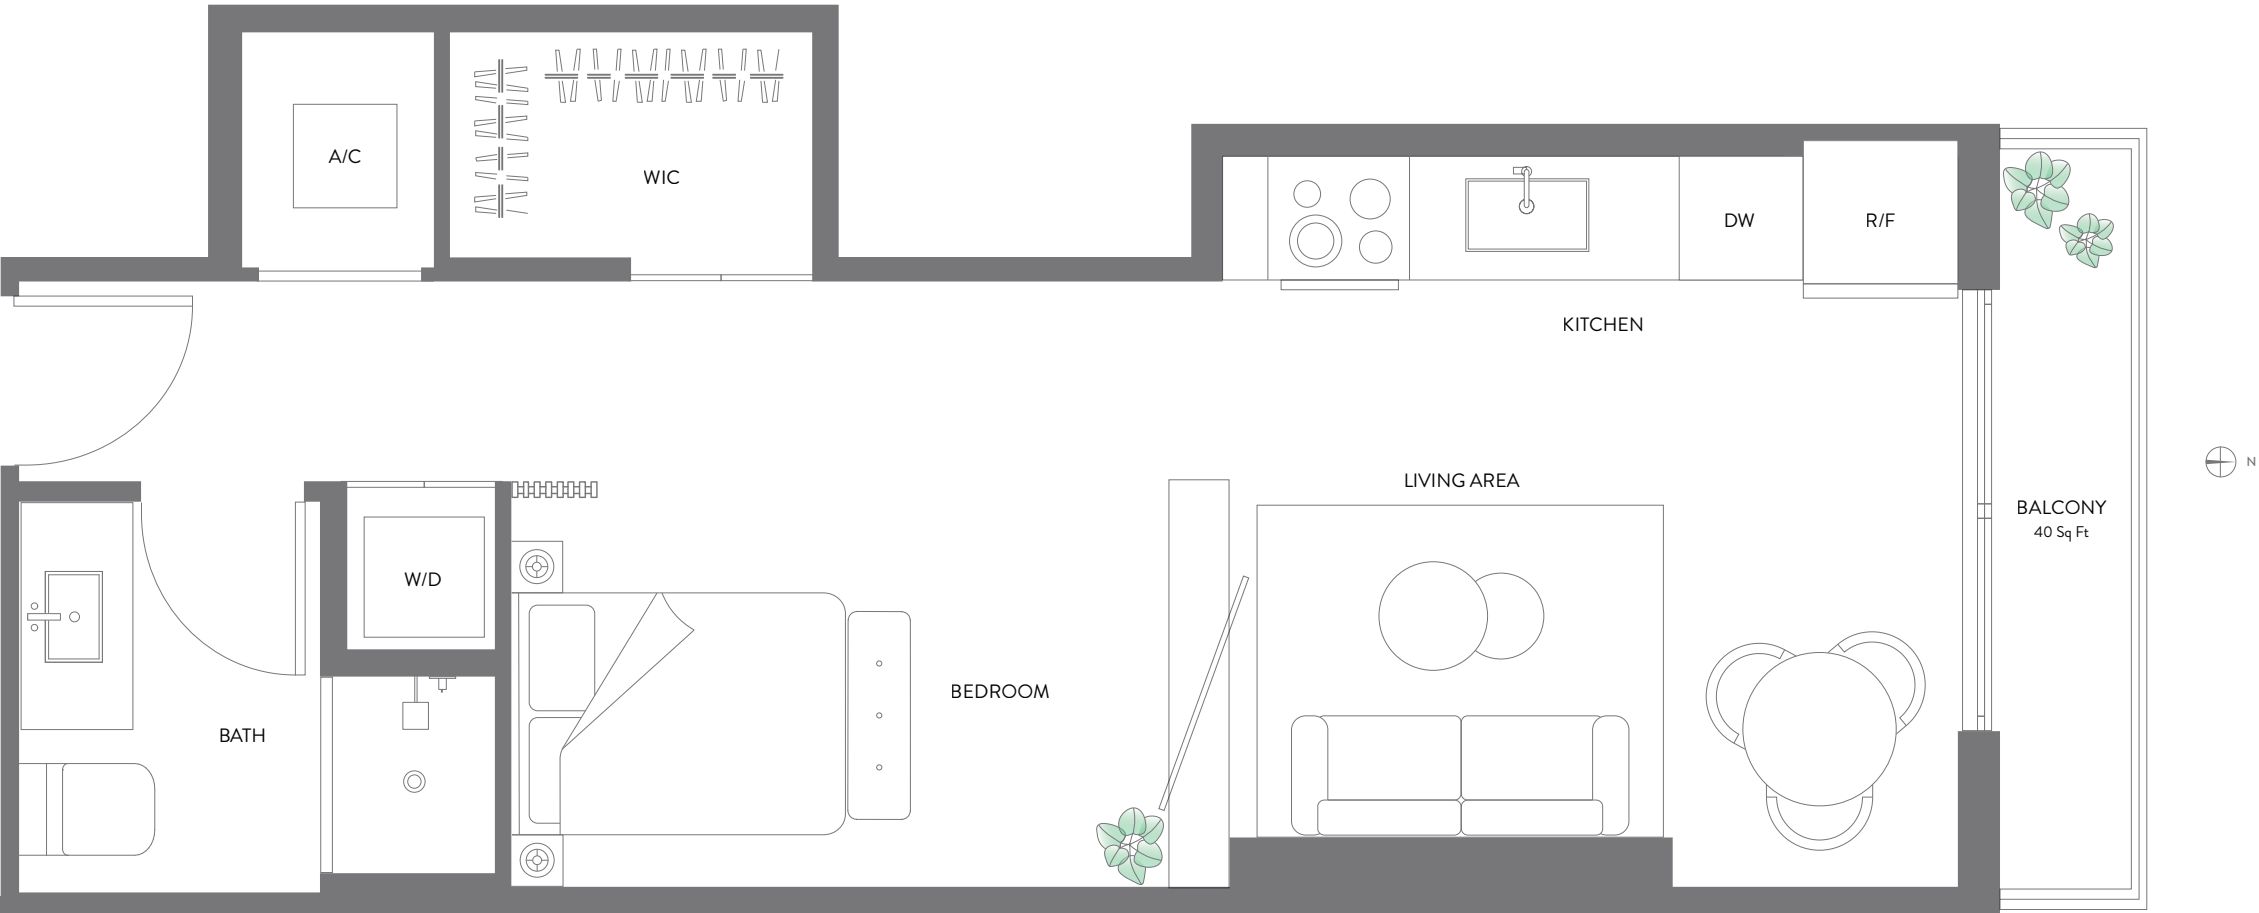 A/C
WIC
DW
R/F
KITCHEN
LIVING AREA
N
BALCONY
40 Sq Ft
W/D
BEDROOM
BATH